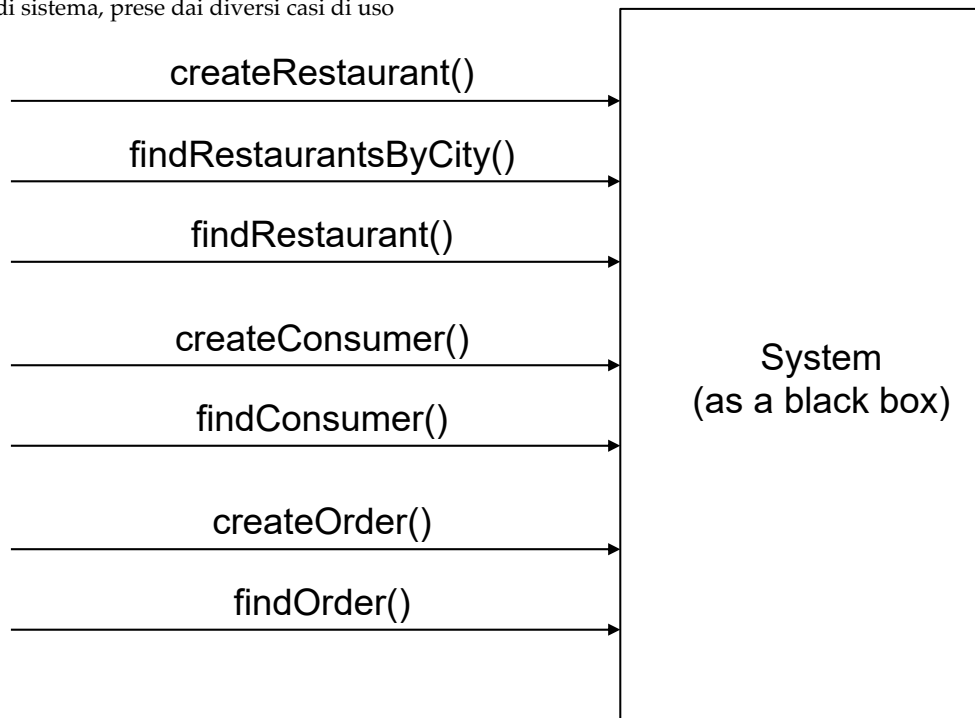 di sistema, prese dai diversi casi di uso
createRestaurant()
findRestaurantsByCity()
findRestaurant()
createConsumer()
findConsumer()
createOrder()
findOrder()
System
(as a black box)